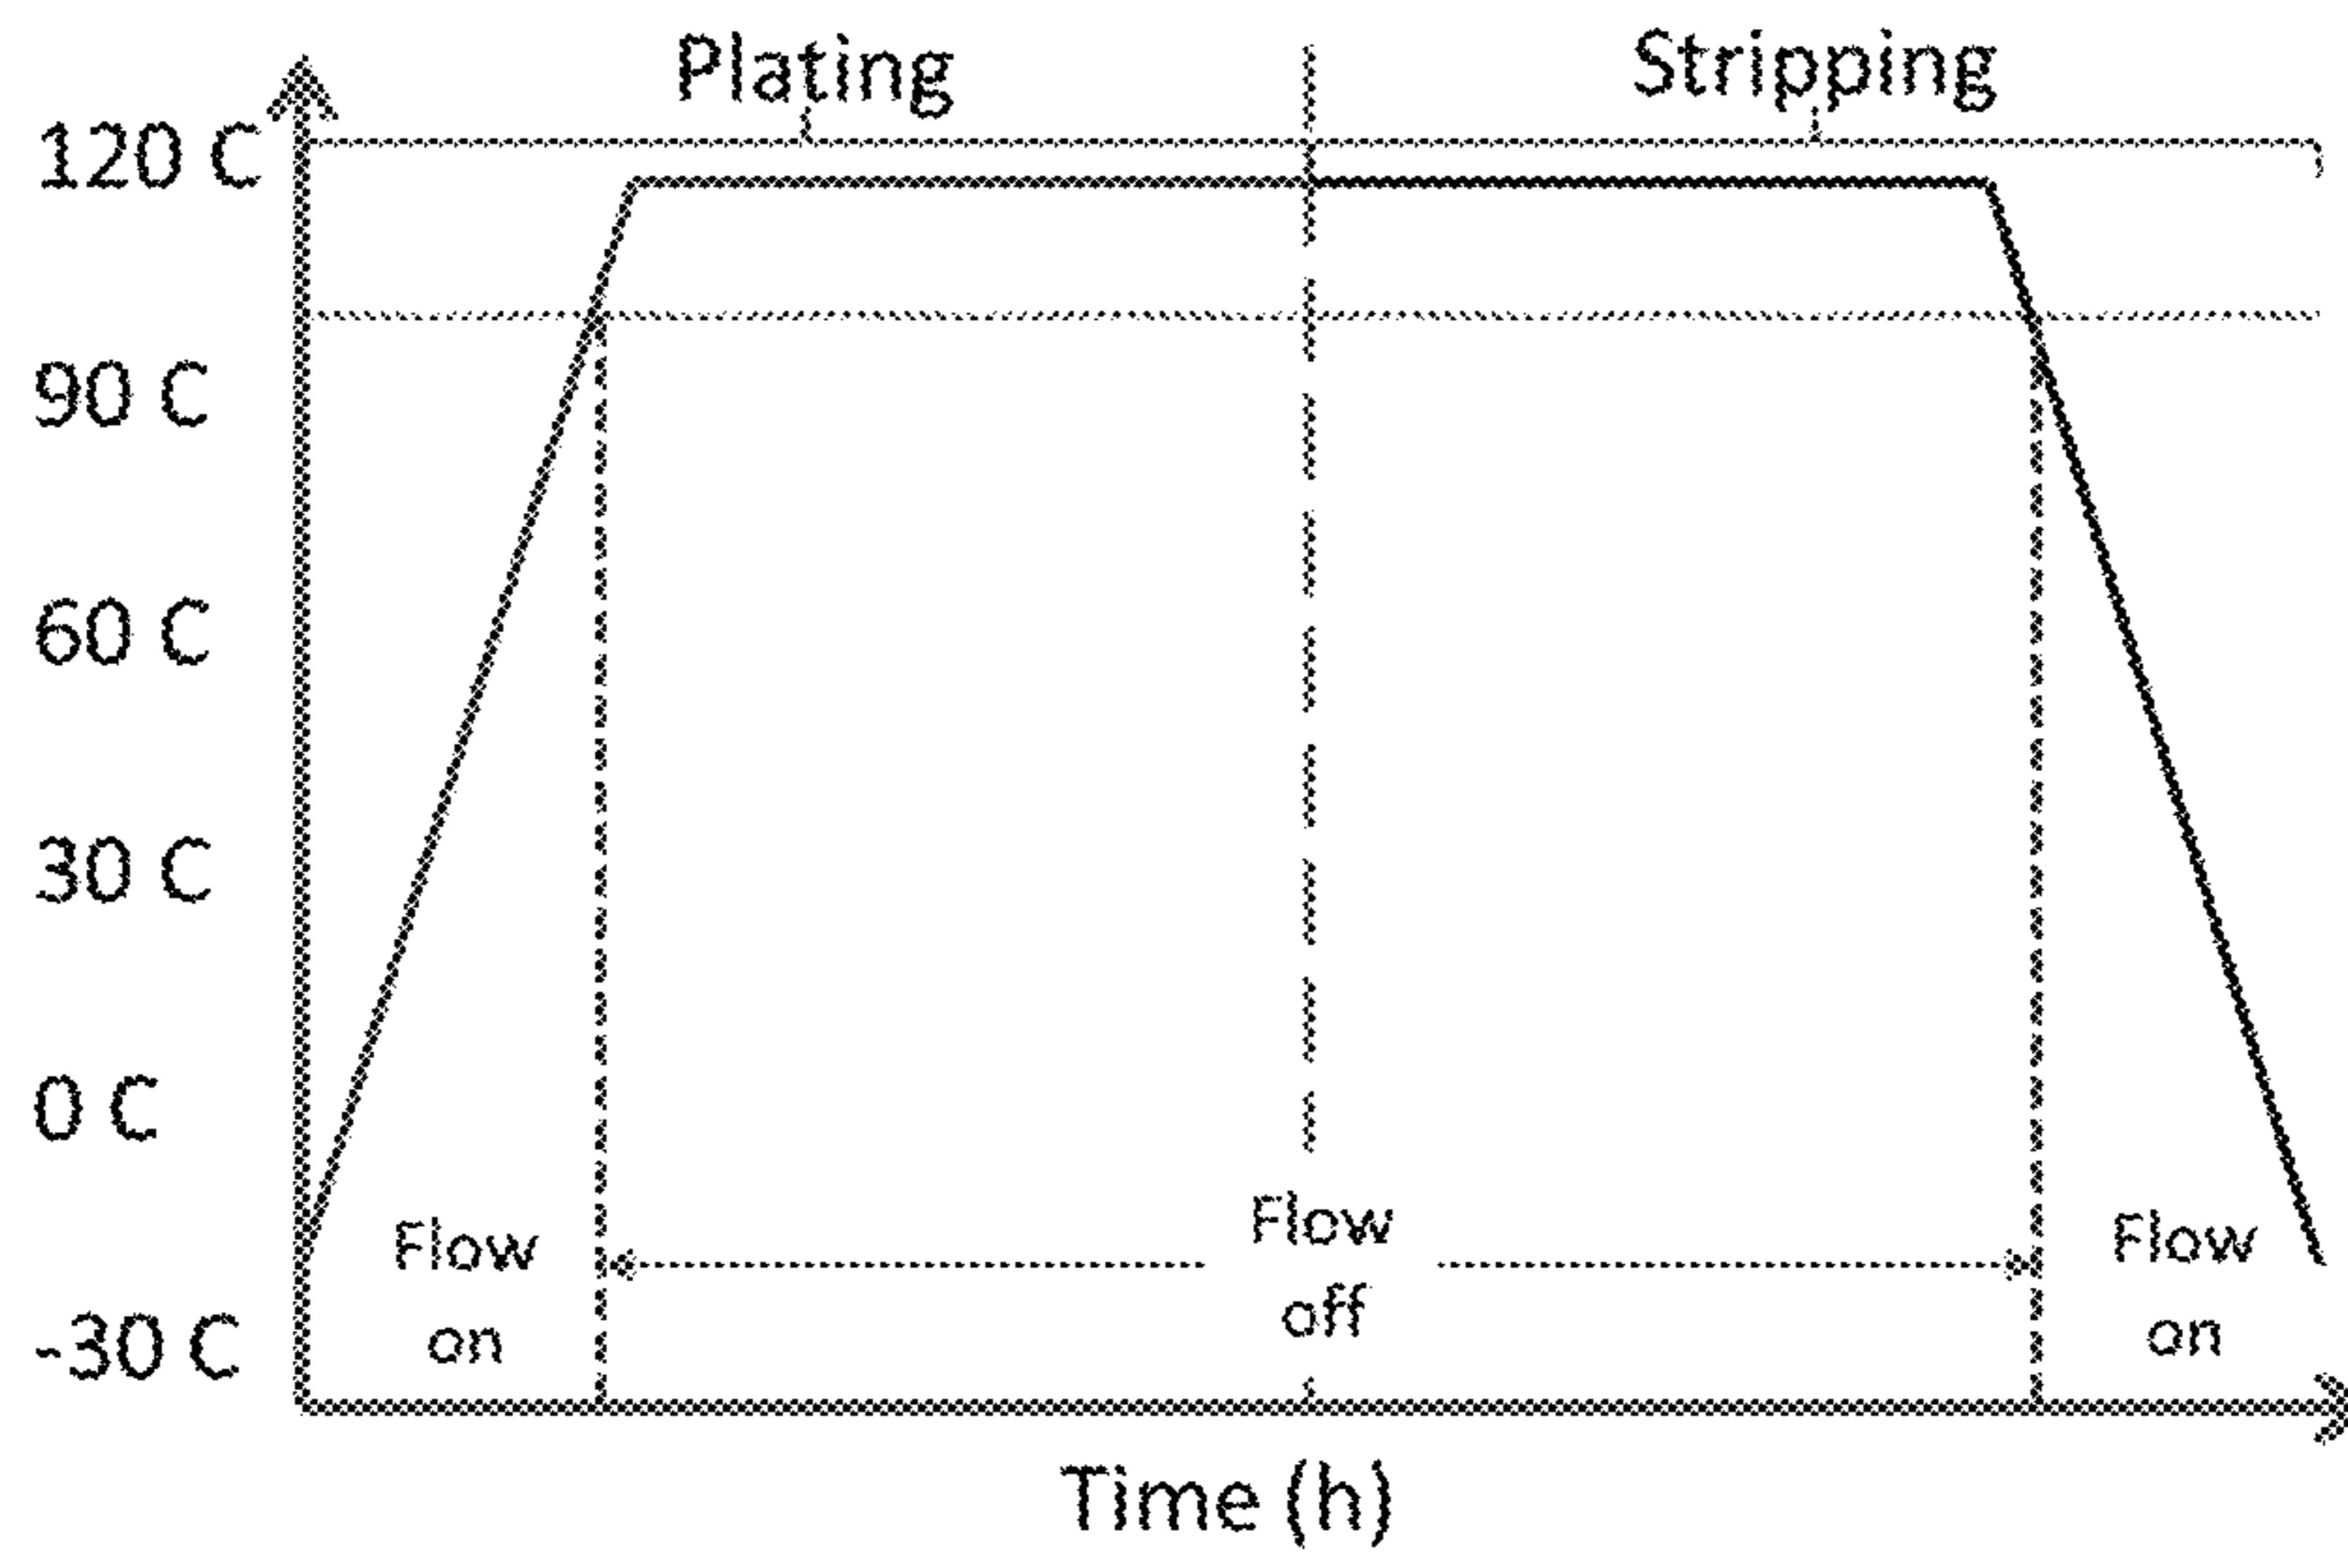 Plating
Stripping
120 C
90 C
60 C
30 C
0 C
-30 C
Flow
on
Flow
off
Flow
on
Time (h)